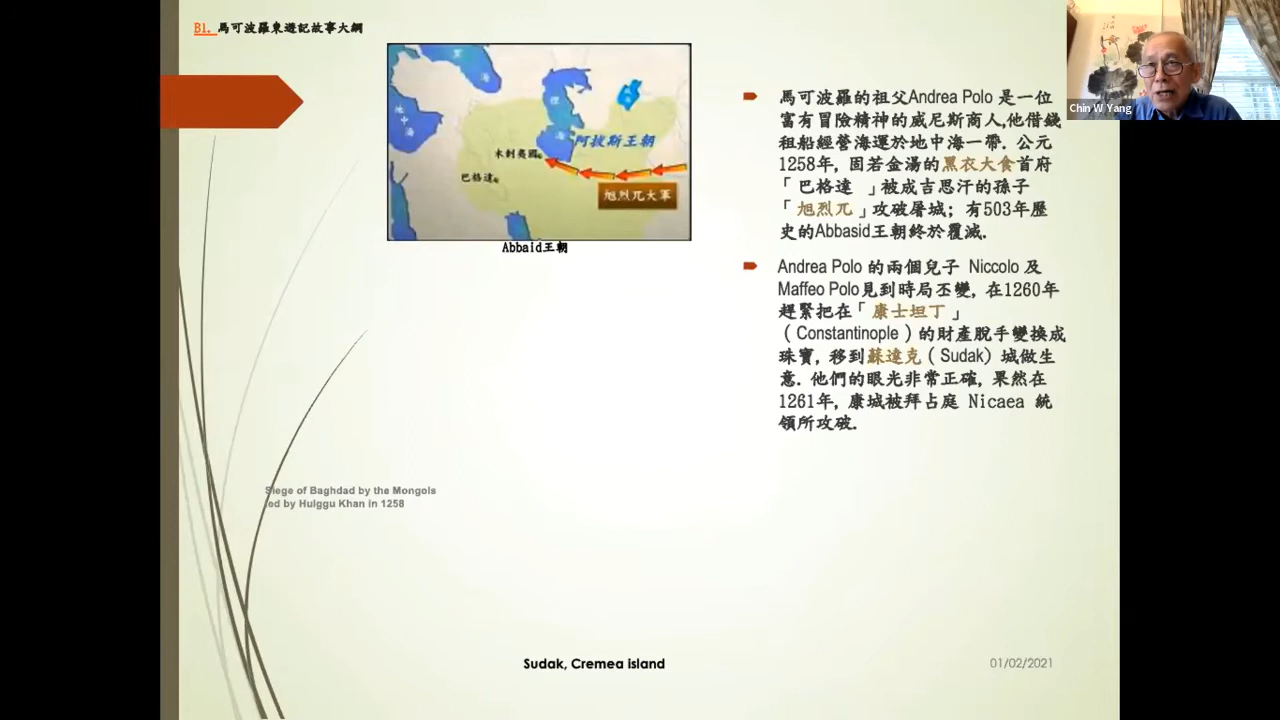 B1. 馬可波羅東遊記故事大綱
黑
海
地
中
海
裡
海
鹹
海
阿拔斯王朝
木剌夷國
巴格達
旭烈兀大軍
Abbaid王朝
馬可波羅的祖父Andrea Polo 是一位
富有冒險精神的威尼斯商人,他借錢
租船經營海運於地中海一帶. 公元
1258年, 固若金湯的黑衣大食首府
「 巴格達 」被成吉思汗的孫子
「 旭烈兀 」攻破屠城; 有503年歷
史的Abbasid王朝終於覆滅.
Andrea Polo 的兩個兒子 Niccolo 及
Maffeo Polo見到時局丕變, 在1260年
趕緊把在「 康士坦丁 」
( Constantinople ) 的財產脫手變換成
珠寶, 移到蘇達克 ( Sudak) 城做生
意. 他們的眼光非常正確, 果然在
1261年, 康城被拜占庭 Nicaea 統
領所攻破.
Chin W Yang
Siege of Baghdad by the Mongols
led by Hulggu Khan in 1258
Sudak, Cremea island
01/02/2021